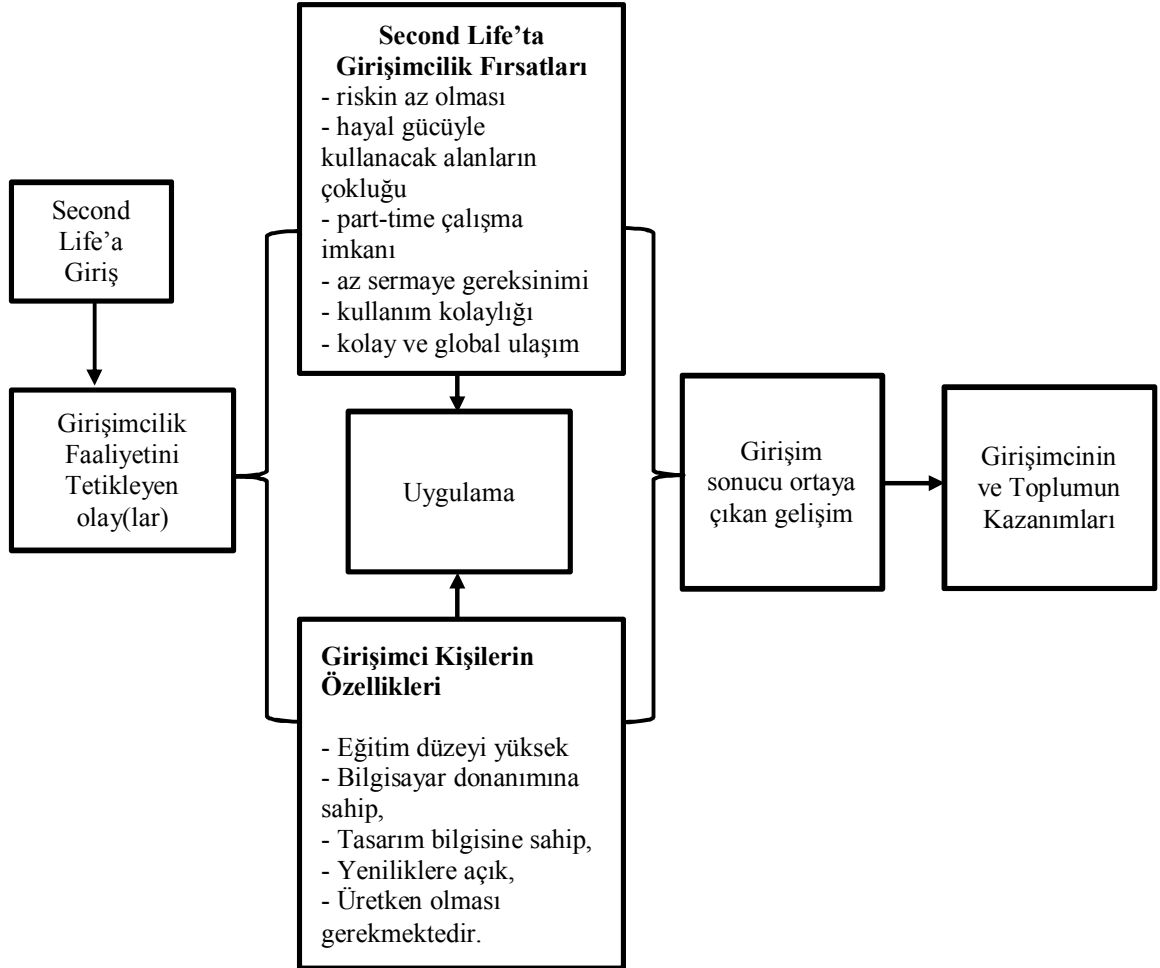 Second
Life’a
Giriş
Girişimcilik
Faaliyetini
Tetikleyen
olay(lar)
Second Life’ta
Girişimcilik Fırsatları
- riskin az olması
- hayal gücüyle
kullanacak alanların
çokluğu
- part-time çalışma
imkanı
- az sermaye gereksinimi
- kullanım kolaylığı
- kolay ve global ulaşım
Uygulama
Girişimci Kişilerin
Özellikleri
- Eğitim düzeyi yüksek
- Bilgisayar donanımına
sahip,
- Tasarım bilgisine sahip,
- Yeniliklere açık,
- Üretken olması
gerekmektedir.
Girişim
sonucu ortaya
çıkan gelişim
Girişimcinin
ve Toplumun
Kazanımları